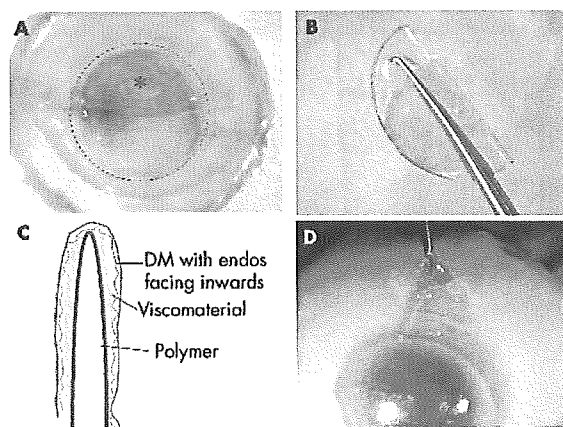 A
*
B
C
DM with endos
facing inwards
Viscomaterial
Polymer
D